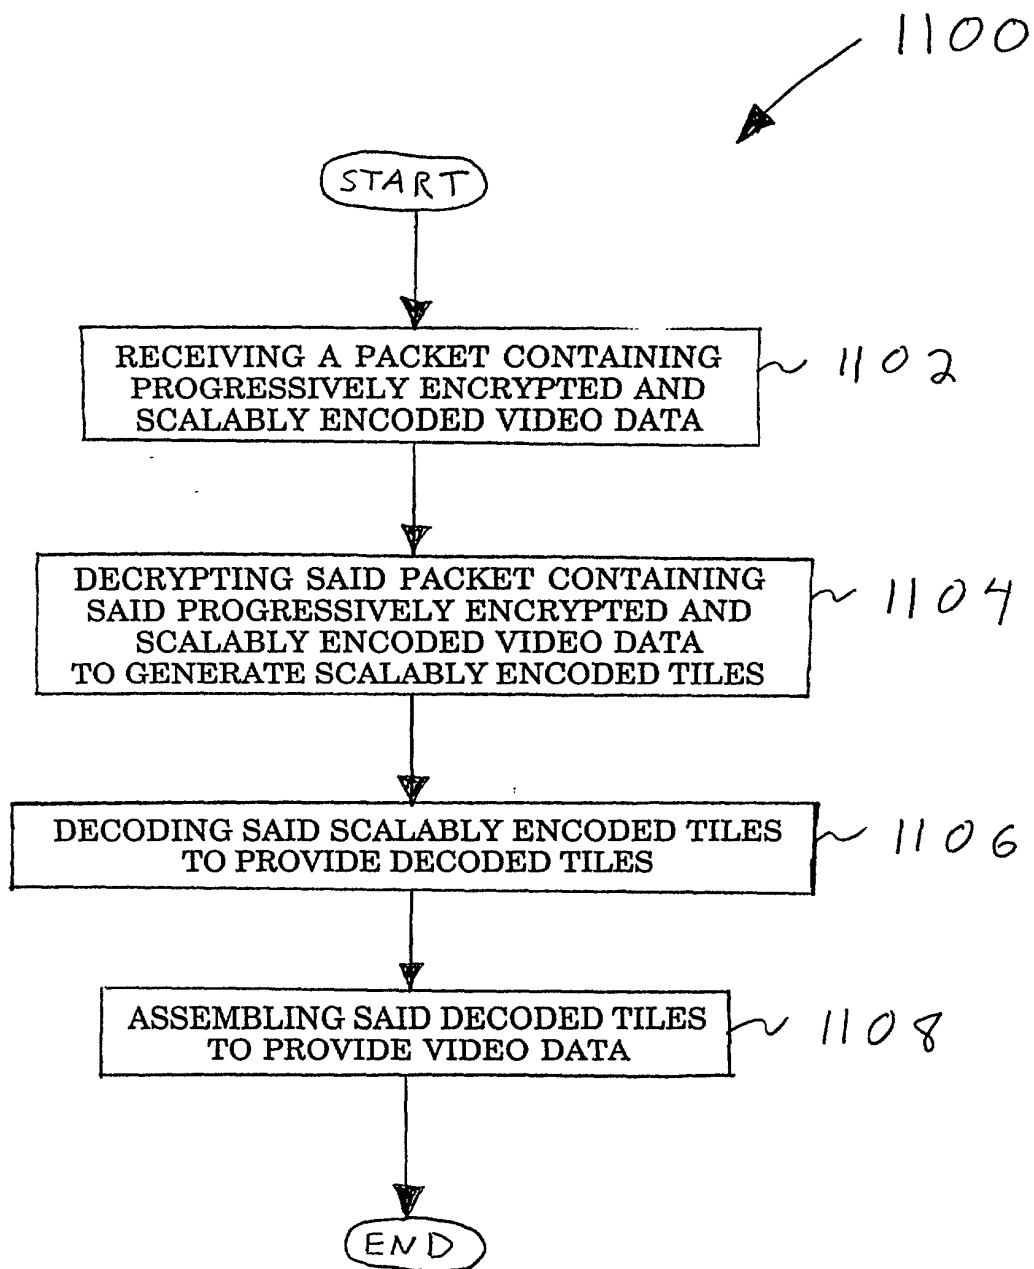 1100
START
RECEIVING A PACKET CONTAINING
PROGRESSIVELY ENCRYPTED AND
SCALABLY ENCODED VIDEO DATA
1102
DECRYPTING SAID PACKET CONTAINING
SAID PROGRESSIVELY ENCRYPTED AND
SCALABLY ENCODED VIDEO DATA
TO GENERATE SCALABLY ENCODED TILES
1104
DECODING SAID SCALABLY ENCODED TILES
TO PROVIDE DECODED TILES
1106
ASSEMBLING SAID DECODED TILES
TO PROVIDE VIDEO DATA
1108
END